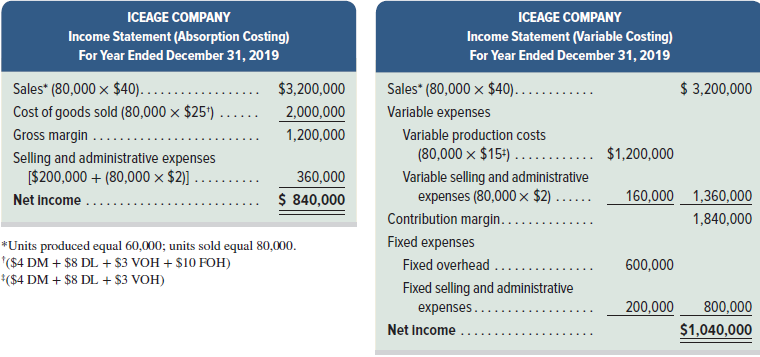 ICEAGE COMPANY
Income Statement (Absorption Costing)
For Year Ended December 31, 2019
Sales* (80,000 × $40).................. $3,200,000
Cost of goods sold (80,000 × $25†) ...... 2,000,000
Gross margin .......................... 1,200,000
Selling and administrative expenses
[$200,000 + (80,000 × $2)] .......... 360,000
Net income .......................... $ 840,000
*Units produced equal 60,000; units sold equal 80,000.
†($4 DM + $8 DL + $3 VOH + $10 FOH)
‡($4 DM + $8 DL + $3 VOH)
ICEAGE COMPANY
Income Statement (Variable Costing)
For Year Ended December 31, 2019
Sales* (80,000 × $40)............ $ 3,200,000
Variable expenses
Variable production costs
(80,000 × $15‡) ............ $1,200,000
Variable selling and administrative
expenses (80,000 × $2) ...... 160,000 1,360,000
Contribution margin.............. 1,840,000
Fixed expenses
Fixed overhead ............... 600,000
Fixed selling and administrative
expenses.................. 200,000 800,000
Net income .................... $1,040,000